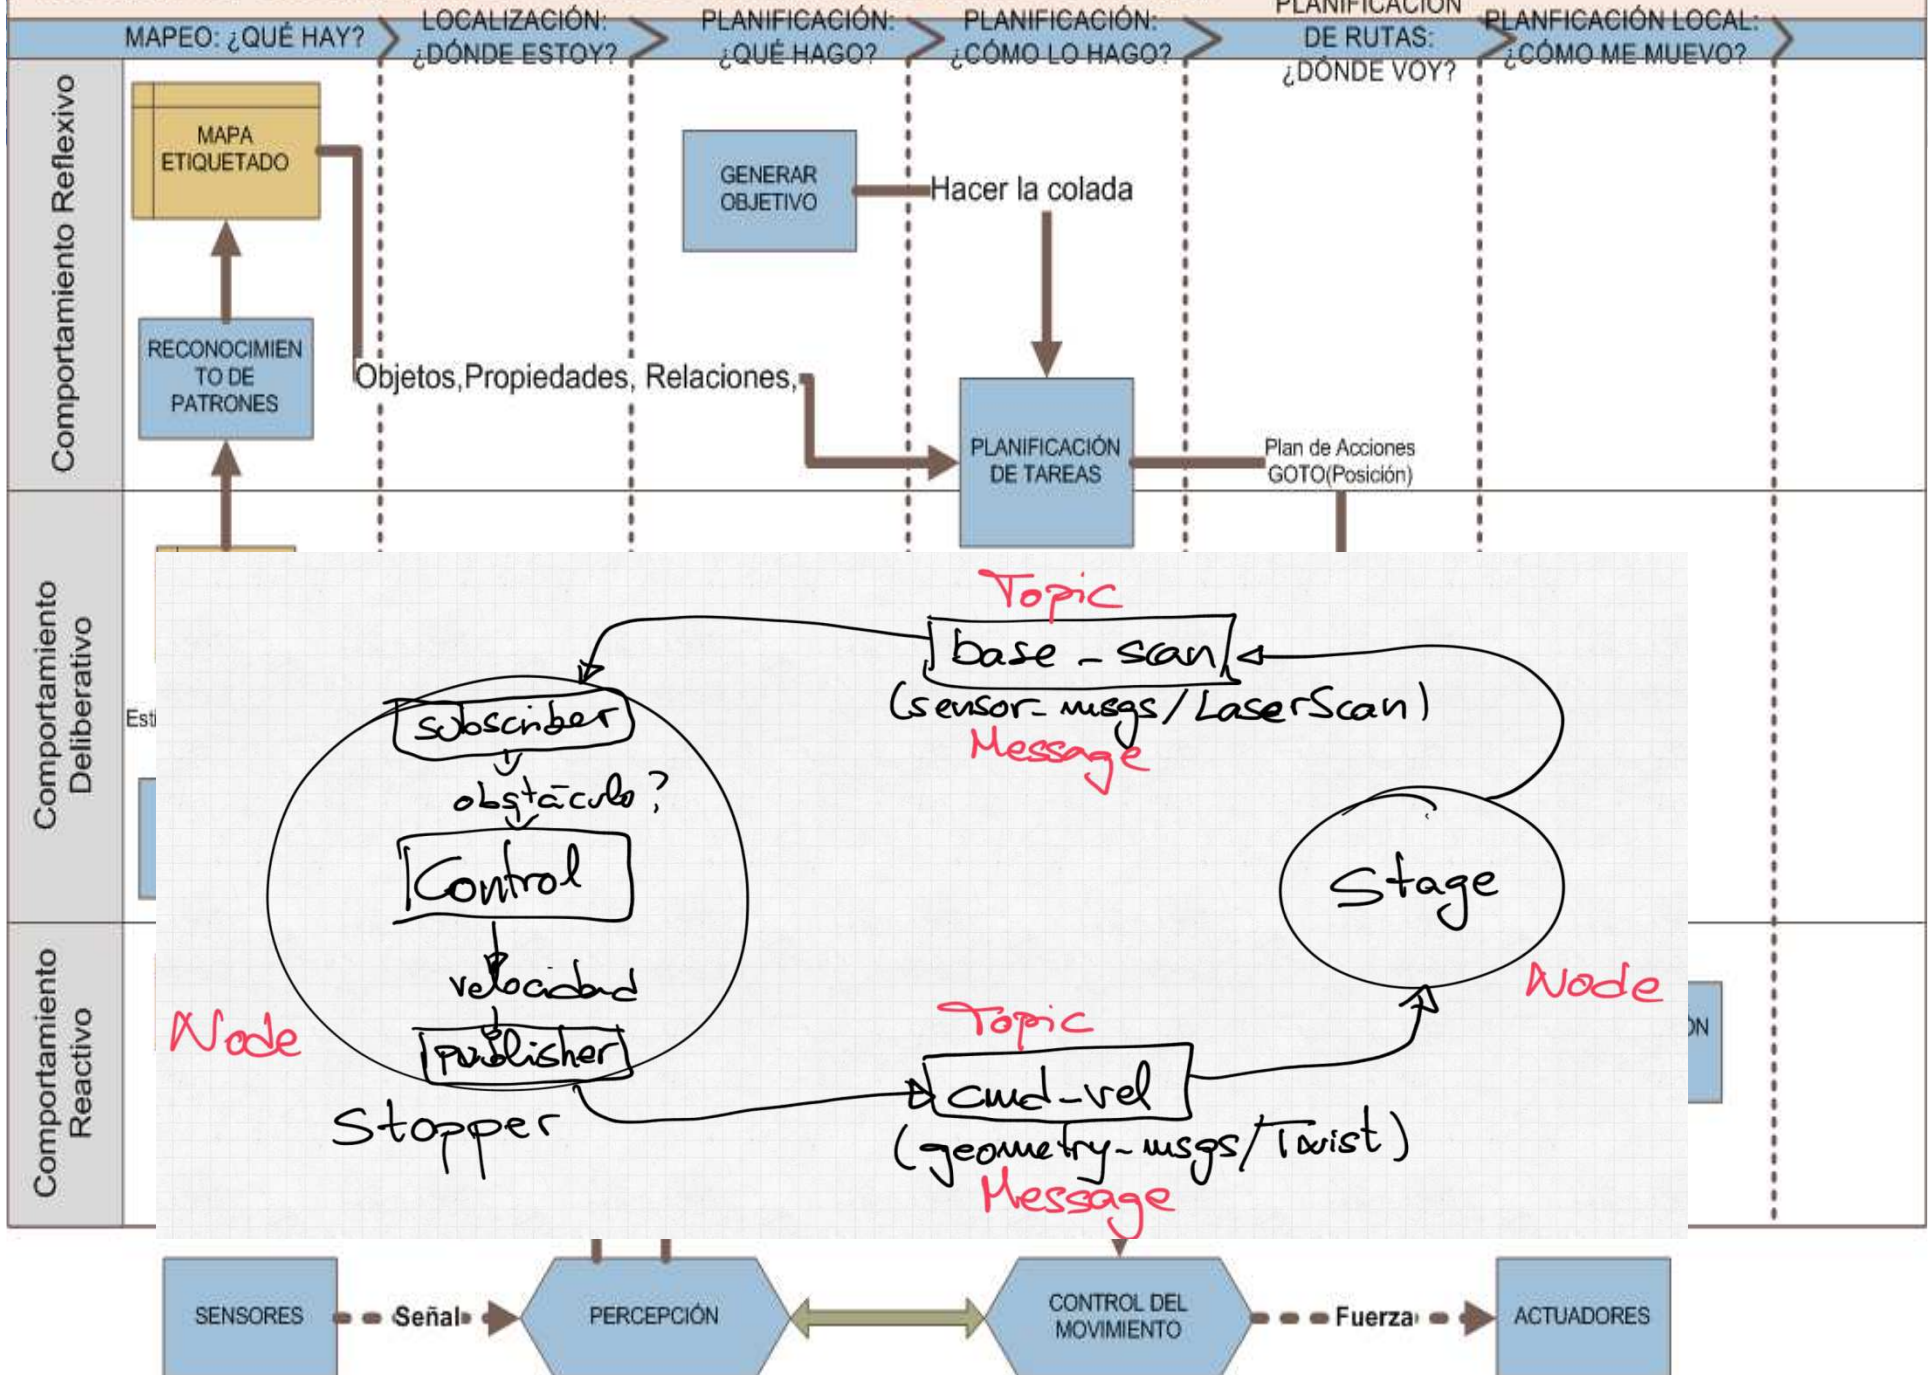 MAPEO: ¿QUÉ HAY?
LOCALIZACIÓN:
¿DÓNDE ESTOY?
PLANIFICACIÓN:
¿QUÉ HAGO?
PLANIFICACIÓN:
¿CÓMO LO HAGO?
PLANIFICACIÓN
DE RUTAS:
¿DÓNDE VOY?
PLANFICACIÓN LOCAL:
¿CÓMO ME MUEVO?
Comportamiento Reflexivo
MAPA
ETIQUETADO
GENERAR
OBJETIVO
Hacer la colada
RECONOCIMIEN
TO DE
PATRONES
Objetos,Propiedades, Relaciones,
PLANIFICACIÓN
DE TAREAS
Plan de Acciones
GOTO(Posición)
Comportamiento
Deliberativo
Esti
Topic
base_scan
(sensor_msgs/LaserScan)
Message
subscriber
obstáculo?
Control
velocidad
publisher
Node
Stopper
Stage
Node
Topic
cmd_vel
(geometry_msgs/Twist)
Message
Comportamiento
Reactivo
ÓN
SENSORES
Señal
PERCEPCIÓN
CONTROL DEL
MOVIMIENTO
Fuerza
ACTUADORES